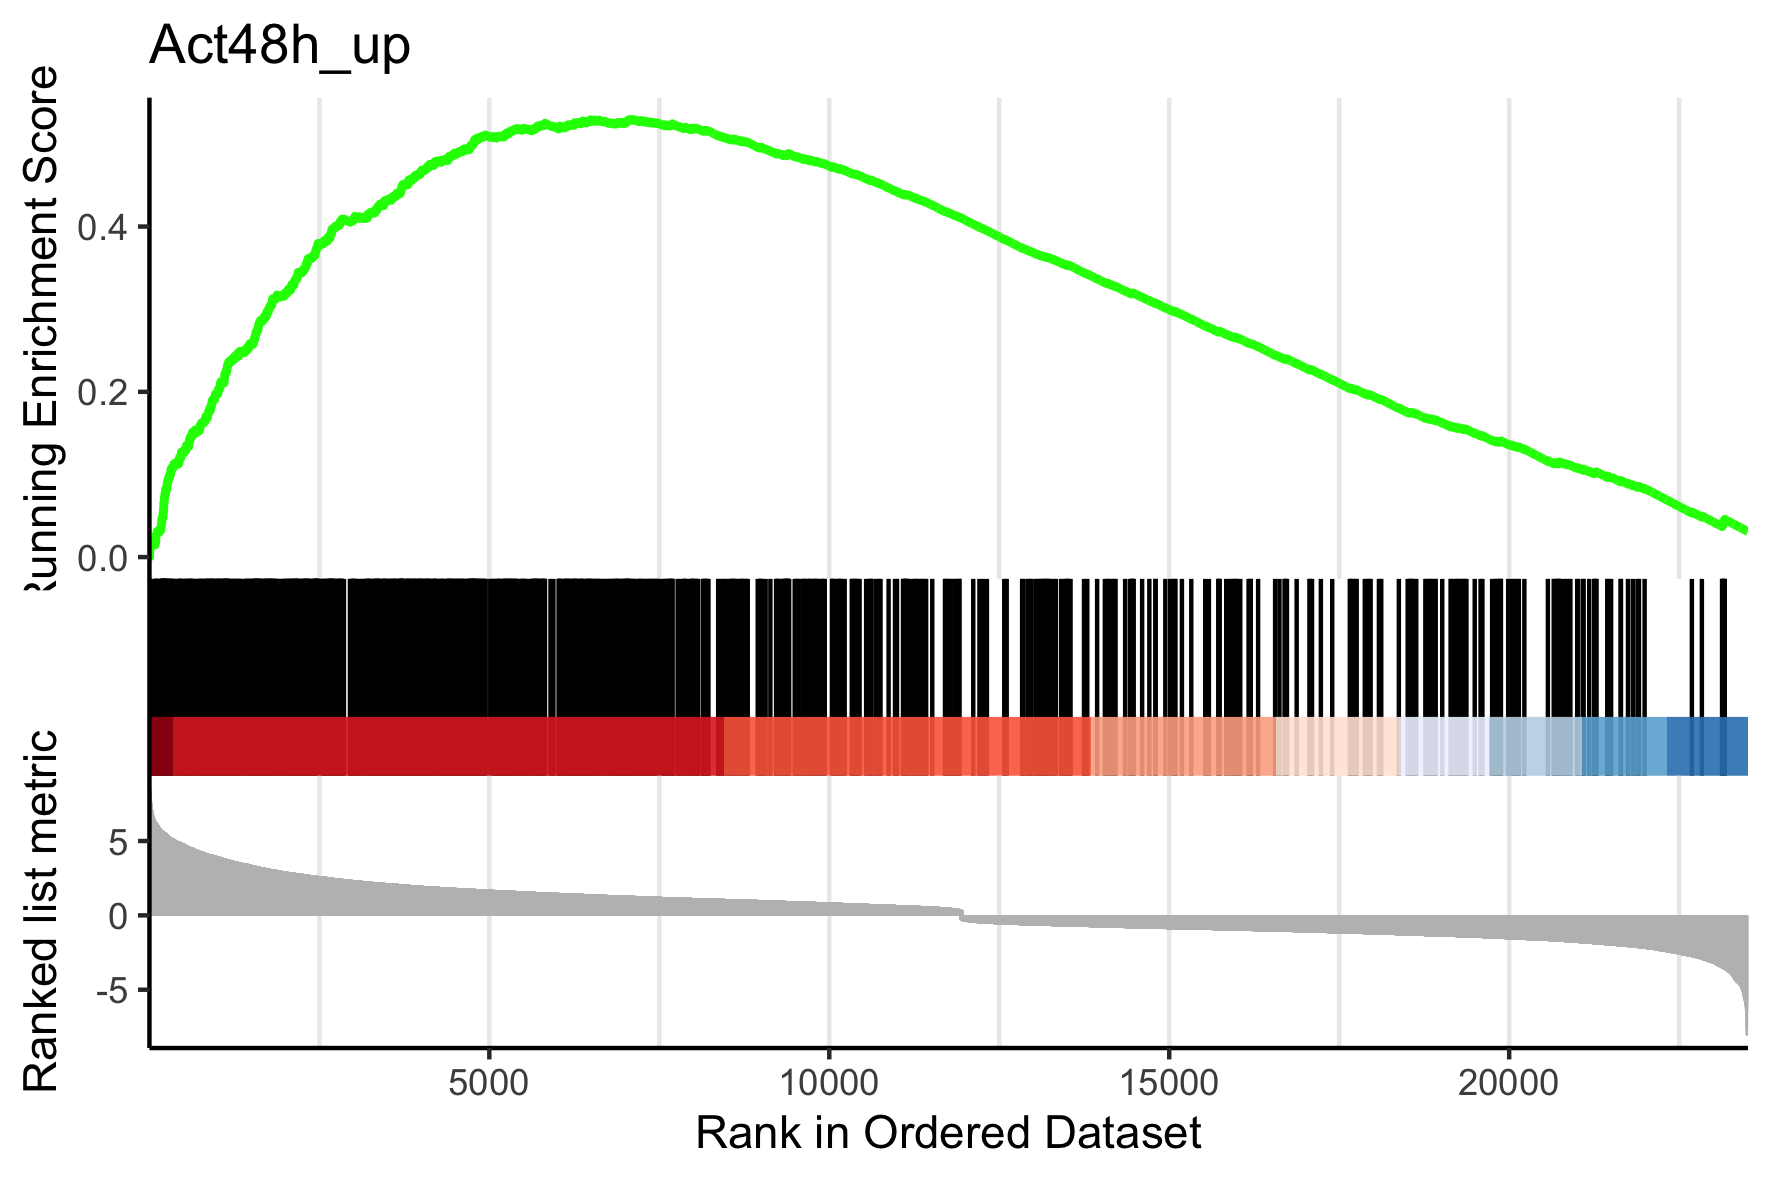 Act48h_up
Running Enrichment Score
0.4
0.2
0.0
Ranked list metric
5
0
-5
5000 10000 15000 20000
Rank in Ordered Dataset